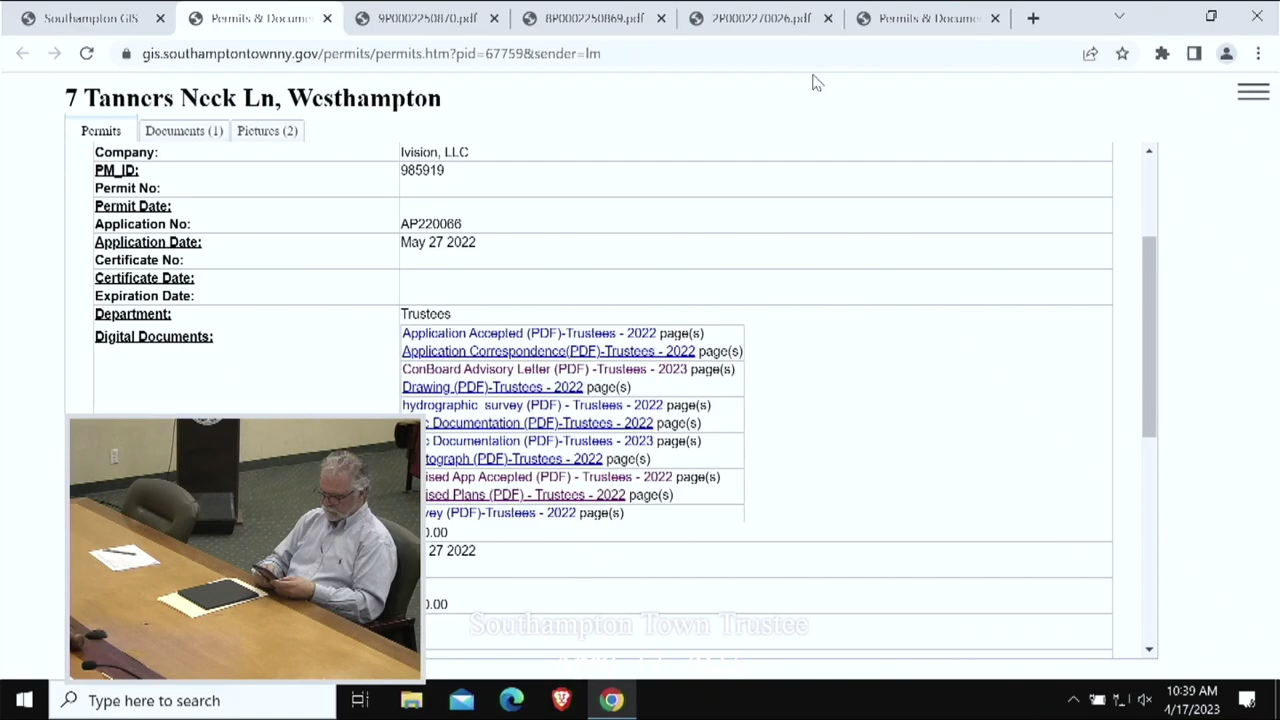 Southampton GIS
Permits & Docume
9P0002250870.pdf
8P0002250869.pdf
2P0002270026.pdf
Permits & Docume
gis.southamptontownny.gov/permits/permits.htm?pid=67759&sender=lm
7 Tanners Neck Ln, Westhampton
Permits Documents (1) Pictures (2)
Company: Ivision, LLC
PM_ID: 985919
Permit No:
Permit Date:
Application No: AP220066
Application Date: May 27 2022
Certificate No:
Certificate Date:
Expiration Date:
Department: Trustees
Digital Documents: Application Accepted (PDF)-Trustees - 2022 page(s)
Application Correspondence(PDF)-Trustees - 2022 page(s)
ConBoard Advisory Letter (PDF) -Trustees - 2023 page(s)
Drawing (PDF)-Trustees - 2022 page(s)
hydrographic survey (PDF) - Trustees - 2022 page(s)
c Documentation (PDF)-Trustees - 2022 page(s)
c Documentation (PDF)-Trustees - 2023 page(s)
tograph (PDF)-Trustees - 2022 page(s)
ised App Accepted (PDF) - Trustees - 2022 page(s)
ised Plans (PDF) - Trustees - 2022 page(s)
vey (PDF)-Trustees - 2022 page(s)
0.00
27 2022
0.00
Southampton Town Trustee
Type here to search
10:39 AM
4/17/2023